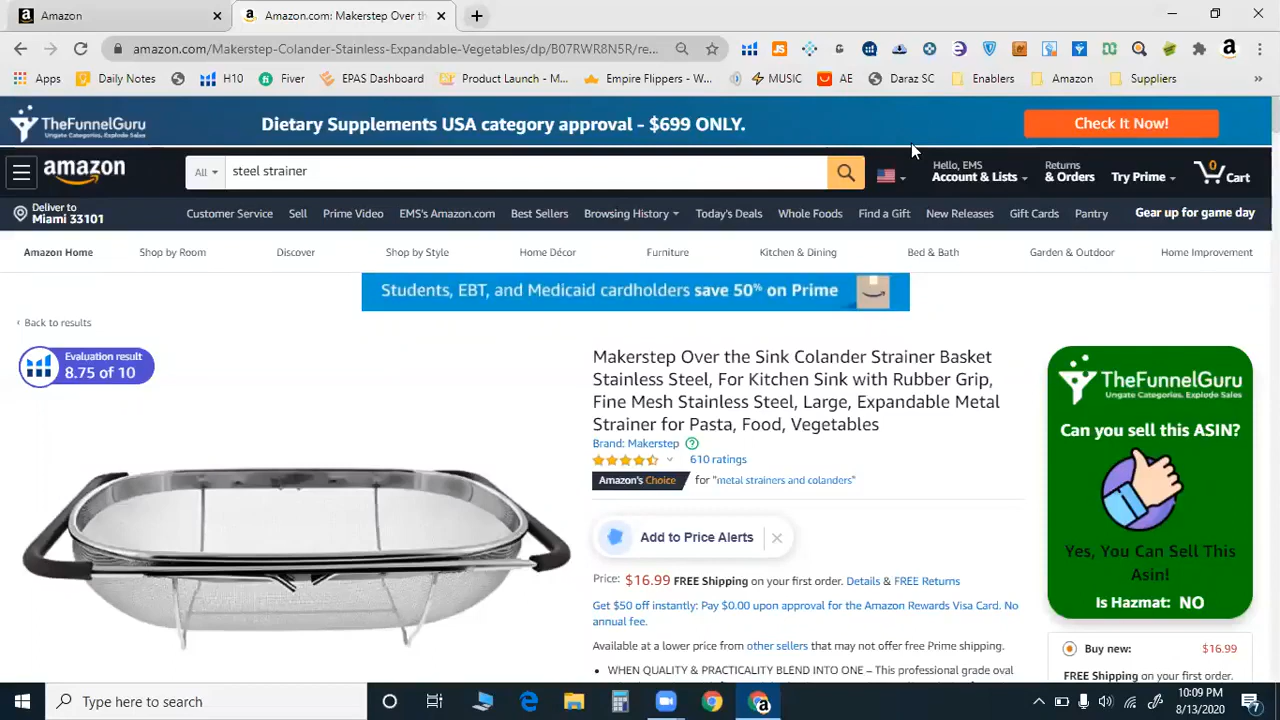 Amazon
Amazon.com: Makerstep Over th
amazon.com/Makerstep-Colander-Stainless-Expandable-Vegetables/dp/B07RWR8N5R/re...
Apps
Daily Notes
H10
Fiver
EPAS Dashboard
Product Launch - M...
Empire Flippers - W...
MUSIC
AE
Daraz SC
Enablers
Amazon
Suppliers
TheFunnelGuru
Ungate Categories. Explode Sales
Dietary Supplements USA category approval - $699 ONLY.
Check It Now!
amazon
All
steel strainer
Hello, EMS
Account & Lists
Returns
& Orders
Try Prime
0
Cart
Deliver to
Miami 33101
Customer Service
Sell
Prime Video
EMS's Amazon.com
Best Sellers
Browsing History
Today's Deals
Whole Foods
Find a Gift
New Releases
Gift Cards
Pantry
Gear up for game day
Amazon Home
Shop by Room
Discover
Shop by Style
Home Décor
Furniture
Kitchen & Dining
Bed & Bath
Garden & Outdoor
Home Improvement
Students, EBT, and Medicaid cardholders save 50% on Prime
‹ Back to results
Evaluation result
8.75 of 10
Makerstep Over the Sink Colander Strainer Basket
Stainless Steel, For Kitchen Sink with Rubber Grip,
Fine Mesh Stainless Steel, Large, Expandable Metal
Strainer for Pasta, Food, Vegetables
Brand: Makerstep
610 ratings
Amazon's Choice for "metal strainers and colanders"
Add to Price Alerts
Price: $16.99 FREE Shipping on your first order. Details & FREE Returns
Get $50 off instantly: Pay $0.00 upon approval for the Amazon Rewards Visa Card. No
annual fee.
Available at a lower price from other sellers that may not offer free Prime shipping.
• WHEN QUALITY & PRACTICALITY BLEND INTO ONE – This professional grade oval
TheFunnelGuru
Ungate Categories. Explode Sales.
Can you sell this ASIN?
Yes, You Can Sell This
Asin!
Is Hazmat: NO
Buy new: $16.99
FREE Shipping on your first order.
Type here to search
10:09 PM
8/13/2020
7